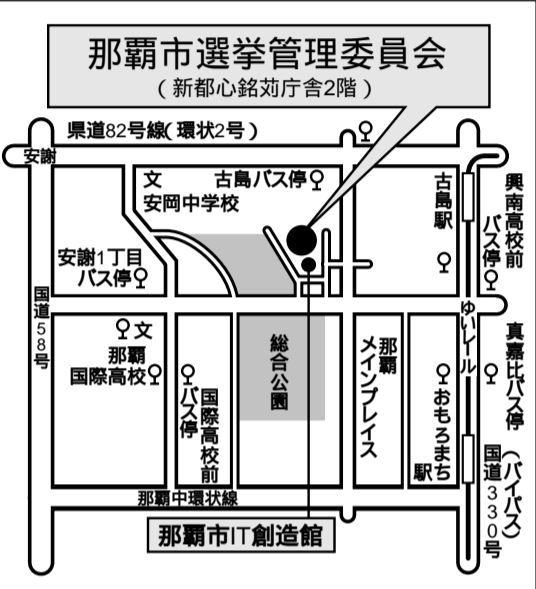 那覇市選挙管理委員会
(新都心銘苅庁舎2階)
県道82号線(環状2号)
安謝
文
安岡中学校
古島バス停
古島駅
興南高校前
バス停
安謝1丁目
バス停
国道58号
ゆいレール
文
那覇
国際高校
国際高校前
バス停
総合公園
那覇
メインプレイス
おもろまち
駅
真嘉比バス停
(バイパス)
国道330号
那覇中環状線
那覇市IT創造館